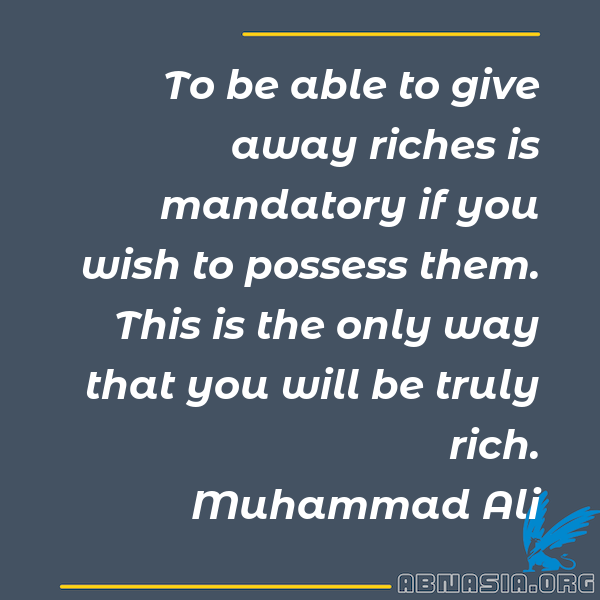 To be able to give
away riches is
mandatory if you
wish to possess them.
This is the only way
that you will be truly
rich.
Muhammad Ali
ABNASIA.ORG